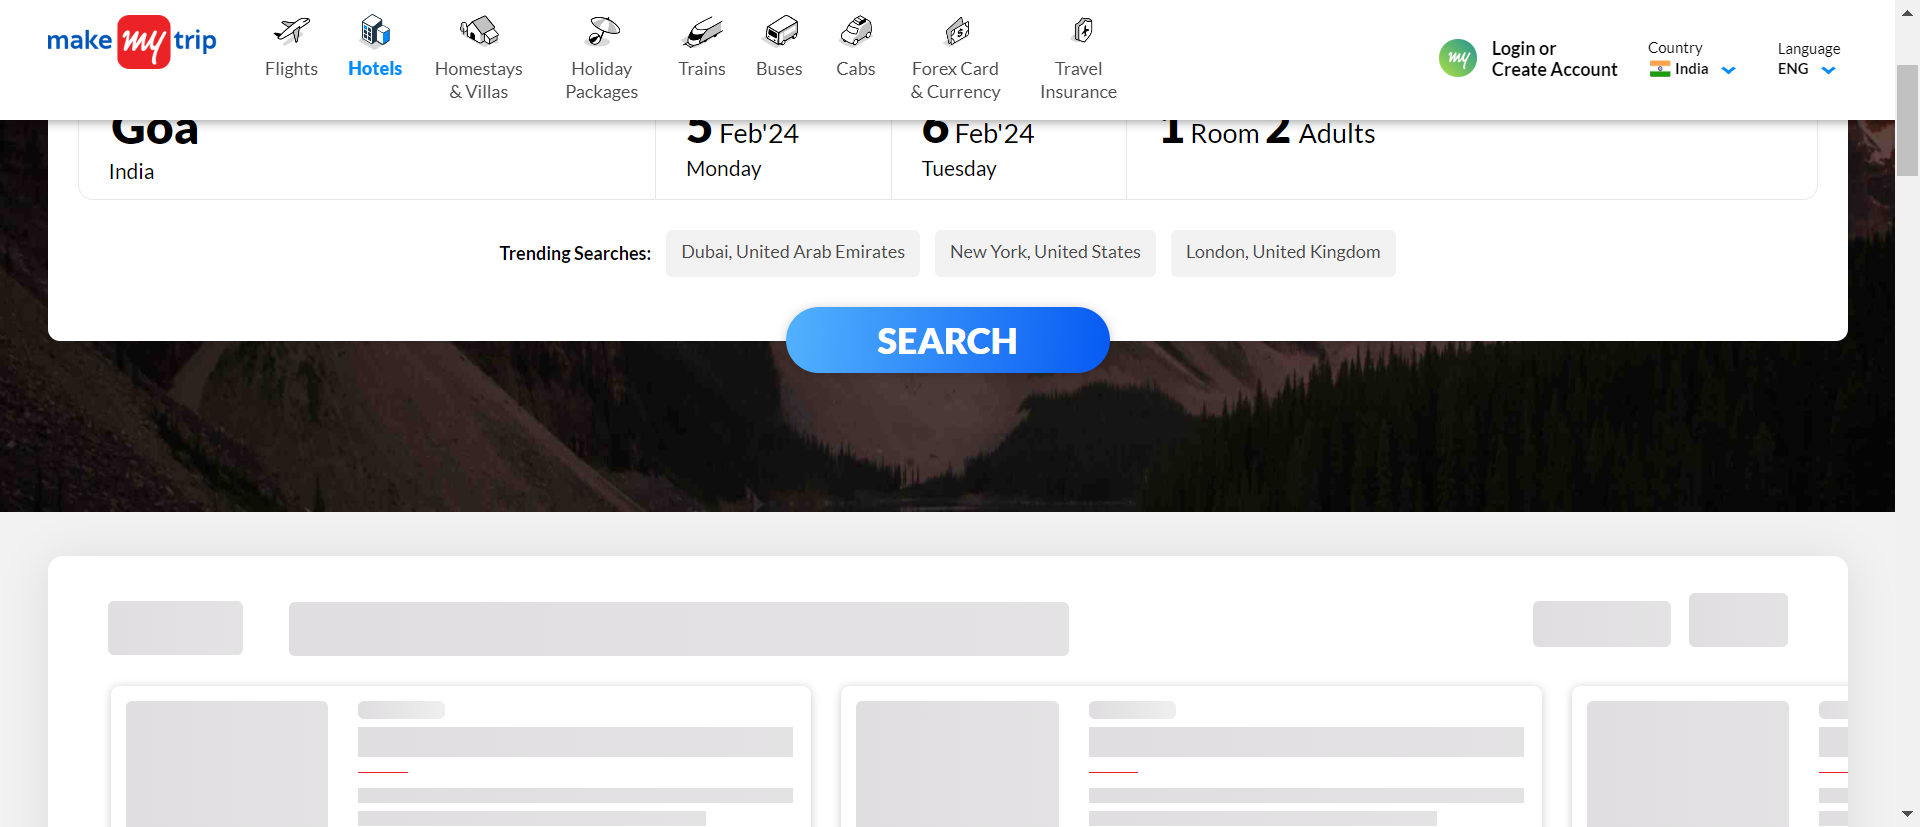 make my trip
Flights
Hotels
Homestays
& Villas
Holiday
Packages
Trains
Buses
Cabs
Forex Card
& Currency
Travel
Insurance
my
Login or
Create Account
Country
India
Language
ENG
Goa
India
5 Feb'24
Monday
6 Feb'24
Tuesday
1 Room 2 Adults
Trending Searches:
Dubai, United Arab Emirates
New York, United States
London, United Kingdom
SEARCH